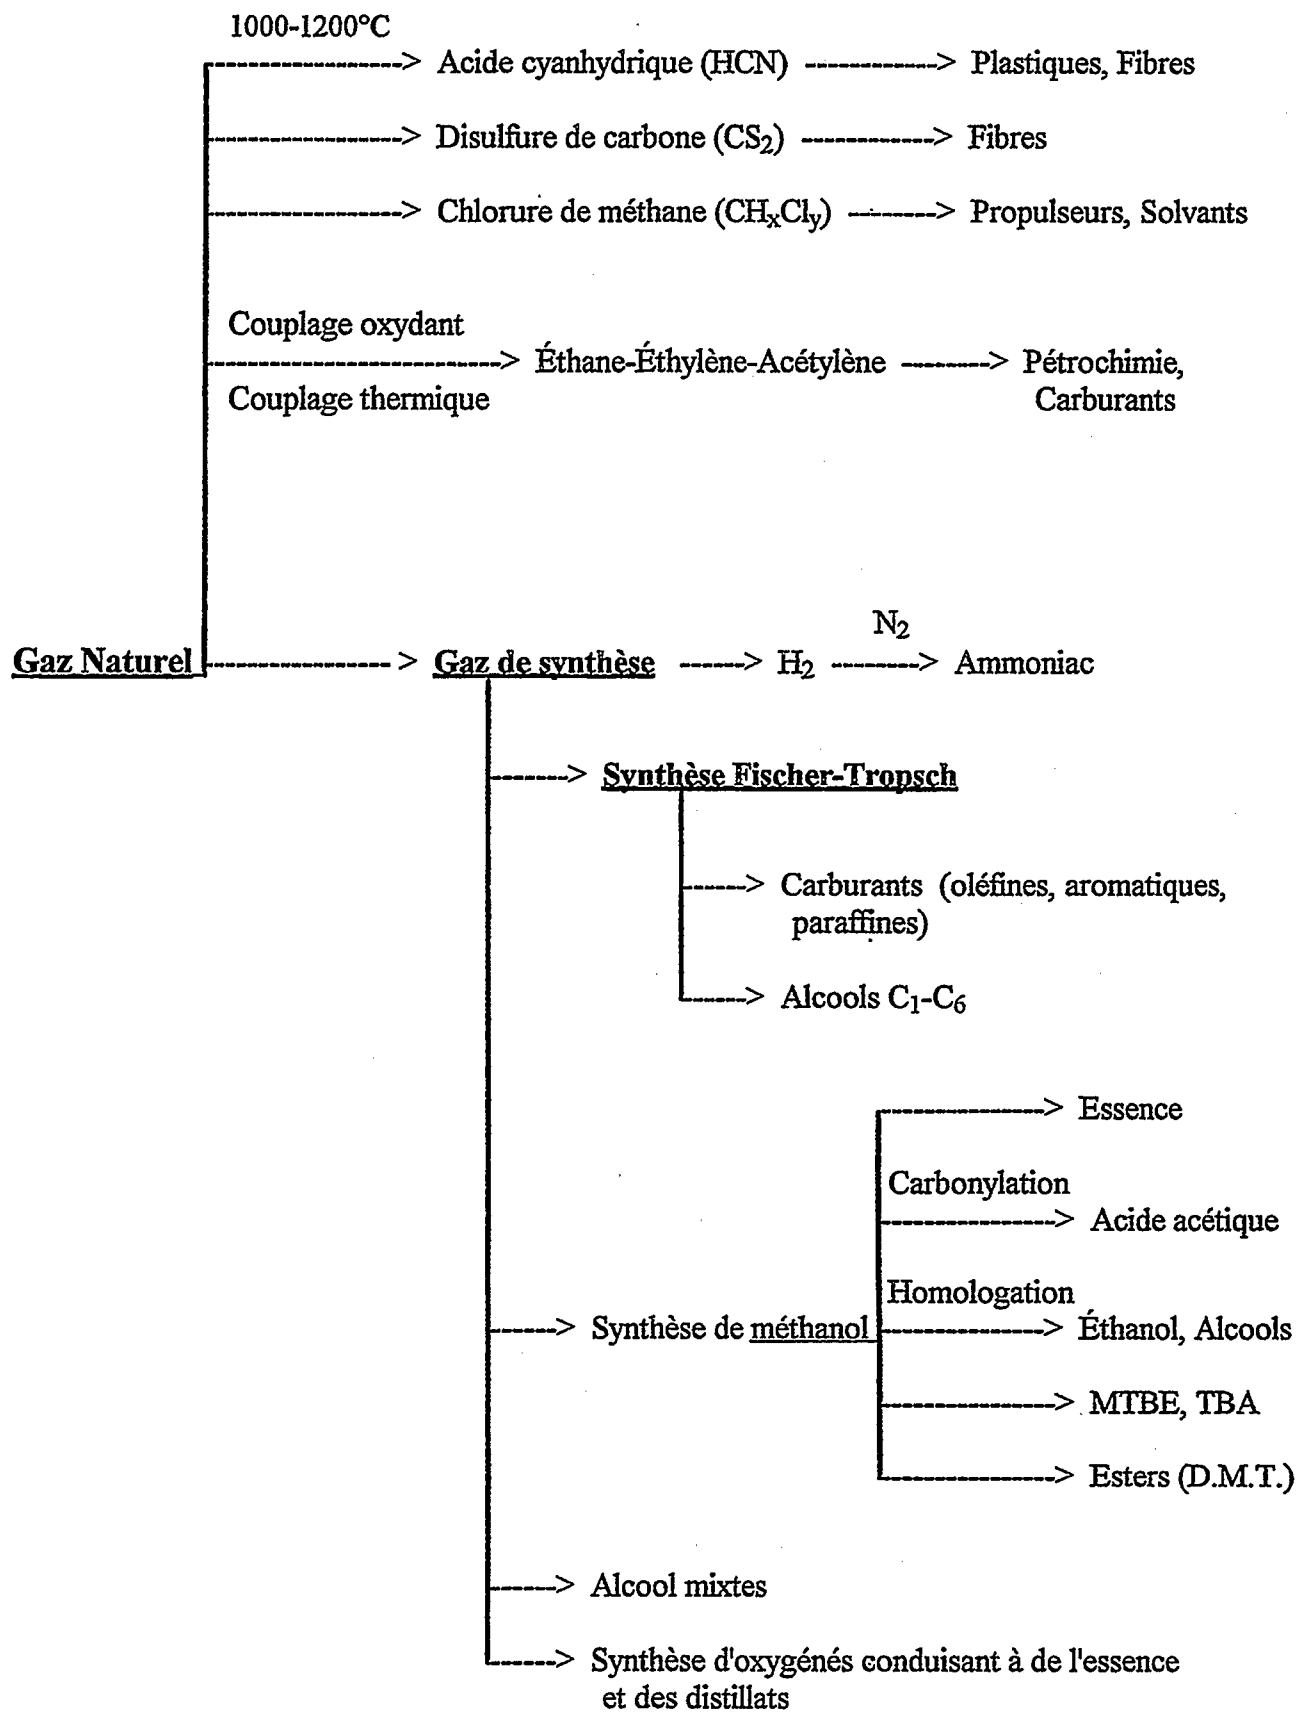 1000-1200°C
Acide cyanhydrique (HCN) Plastiques, Fibres
Disulfure de carbone (CS₂) Fibres
Chlorure de méthane (CHₓClᵧ) Propulseurs, Solvants
Couplage oxydant
Éthane-Éthylène-Acétylène Pétrochimie,
Couplage thermique Carburants
N₂
Gaz Naturel Gaz de synthèse H₂ Ammoniac
Synthèse Fischer-Tropsch
Carburants (oléfines, aromatiques,
paraffines)
Alcools C₁-C₆
Essence
Carbonylation
Acide acétique
Homologation
Synthèse de méthanol Éthanol, Alcools
MTBE, TBA
Esters (D.M.T.)
Alcool mixtes
Synthèse d'oxygénés conduisant à de l'essence
et des distillats